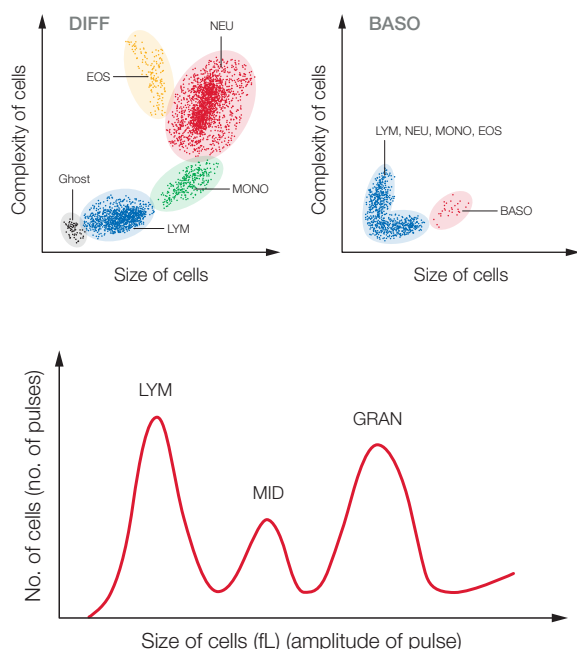 DIFF
NEU
EOS
Ghost
MONO
LYM
Complexity of cells
Size of cells
BASO
LYM, NEU, MONO, EOS
BASO
Complexity of cells
Size of cells
LYM
GRAN
MID
No. of cells (no. of pulses)
Size of cells (fL) (amplitude of pulse)